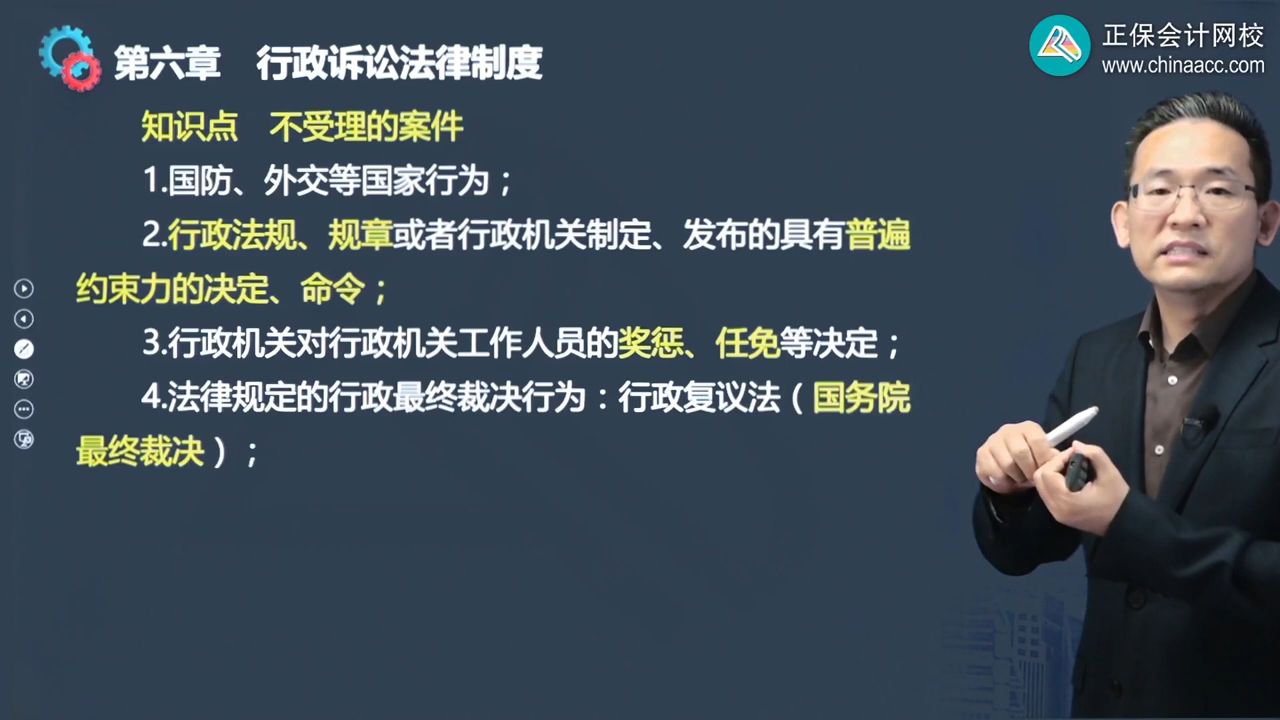 第六章 行政诉讼法律制度
正保会计网校
www.chinaacc.com
知识点 不受理的案件
1.国防、外交等国家行为；
2.行政法规、规章或者行政机关制定、发布的具有普遍
约束力的决定、命令；
3.行政机关对行政机关工作人员的奖惩、任免等决定；
4.法律规定的行政最终裁决行为：行政复议法（国务院
最终裁决）；